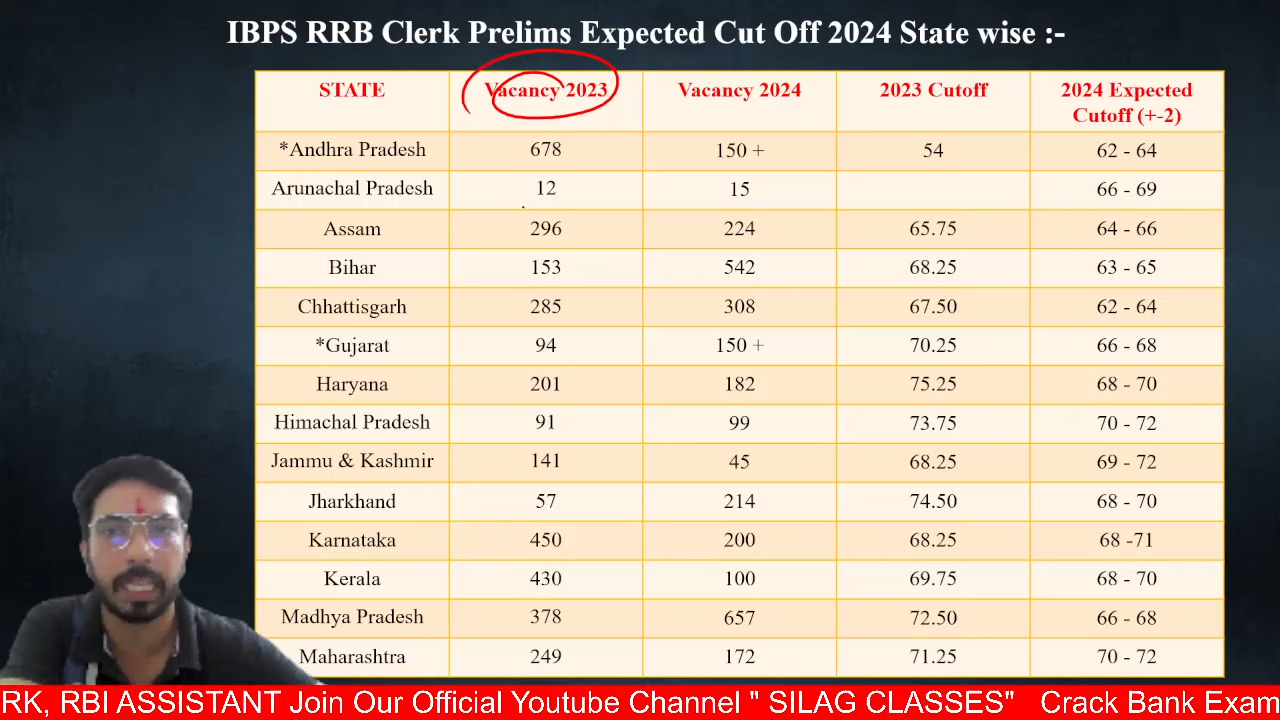 IBPS RRB Clerk Prelims Expected Cut Off 2024 State wise :-
STATE Vacancy 2023 Vacancy 2024 2023 Cutoff 2024 Expected Cutoff (+-2)
*Andhra Pradesh 678 150 + 54 62 - 64
Arunachal Pradesh 12 15 66 - 69
Assam 296 224 65.75 64 - 66
Bihar 153 542 68.25 63 - 65
Chhattisgarh 285 308 67.50 62 - 64
*Gujarat 94 150 + 70.25 66 - 68
Haryana 201 182 75.25 68 - 70
Himachal Pradesh 91 99 73.75 70 - 72
Jammu & Kashmir 141 45 68.25 69 - 72
Jharkhand 57 214 74.50 68 - 70
Karnataka 450 200 68.25 68 -71
Kerala 430 100 69.75 68 - 70
Madhya Pradesh 378 657 72.50 66 - 68
Maharashtra 249 172 71.25 70 - 72
RK, RBI ASSISTANT Join Our Official Youtube Channel " SILAG CLASSES" Crack Bank Exam